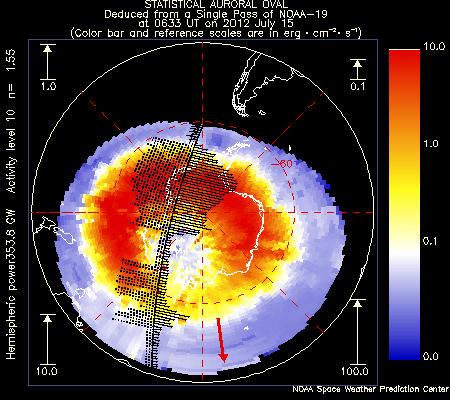 STATISTICAL AURORAL OVAL
Deduced from a Single Pass of NOAA-19
at 0633 UT on 2012 July 15
(Color bar and reference scales are in erg · cm⁻² · s⁻¹)
1.0
0.1
10.0
1.0
0.1
0.0
-60
Hemispheric power353.8 GW Activity level 10 n= 1.55
10.0
100.0
NOAA Space Weather Prediction Center